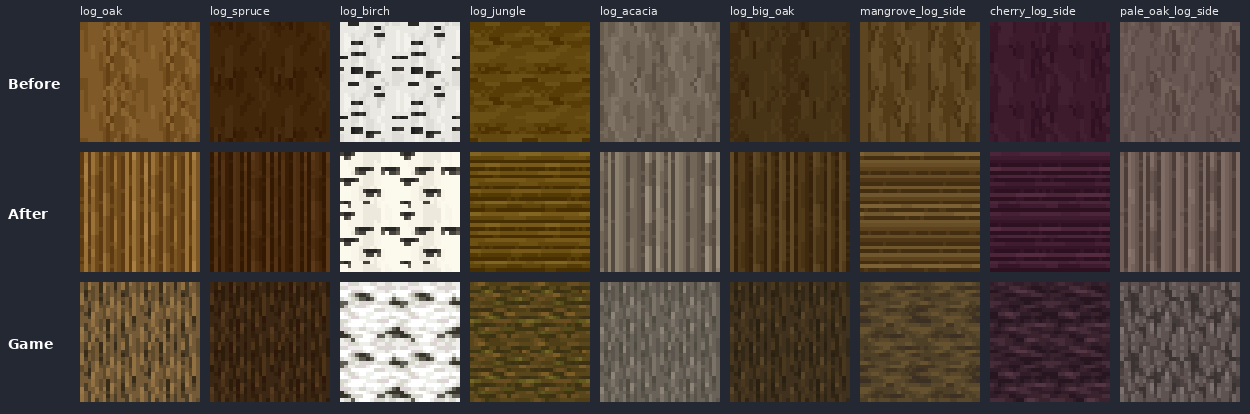 log_oak log_spruce log_birch log_jungle log_acacia log_big_oak mangrove_log_side cherry_log_side pale_oak_log_side
Before
After
Game